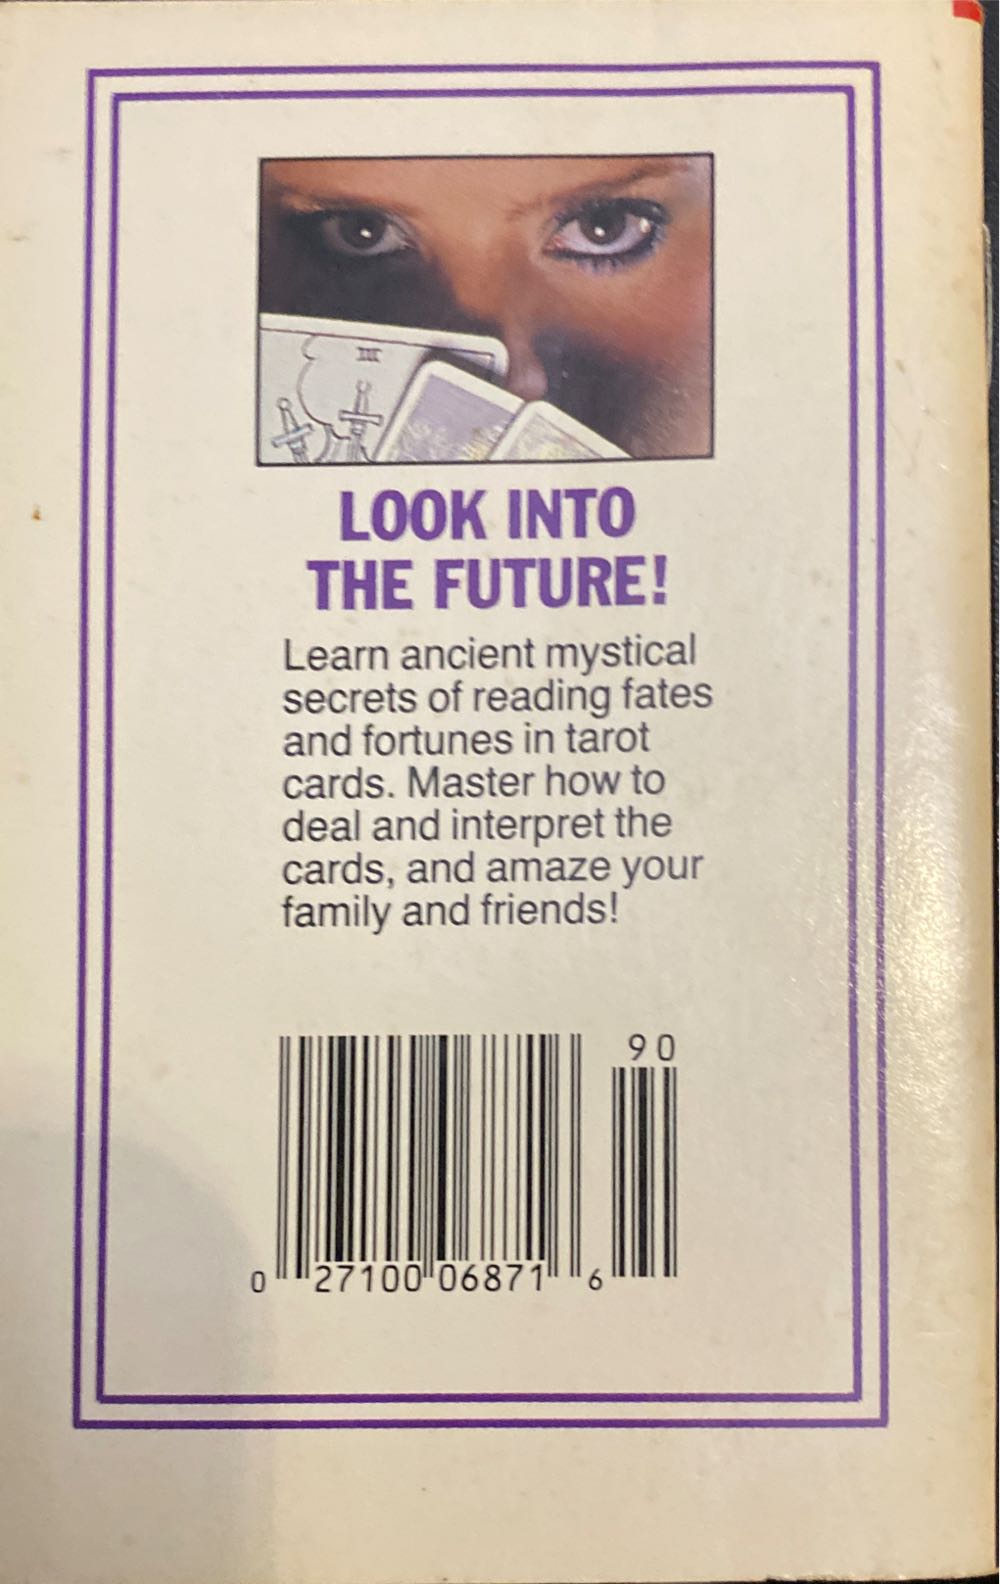 III
LOOK INTO
THE FUTURE!
Learn ancient mystical
secrets of reading fates
and fortunes in tarot
cards. Master how to
deal and interpret the
cards, and amaze your
family and friends!
90
0 27100 06871 6